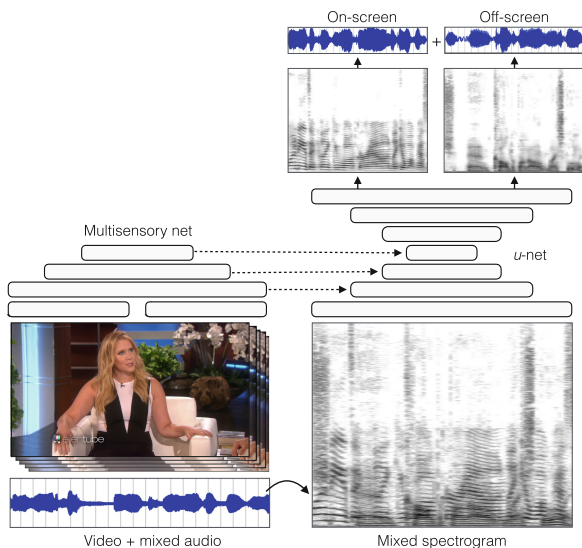 On-screen
Off-screen
+
Multisensory net
u-net
Video + mixed audio
Mixed spectrogram